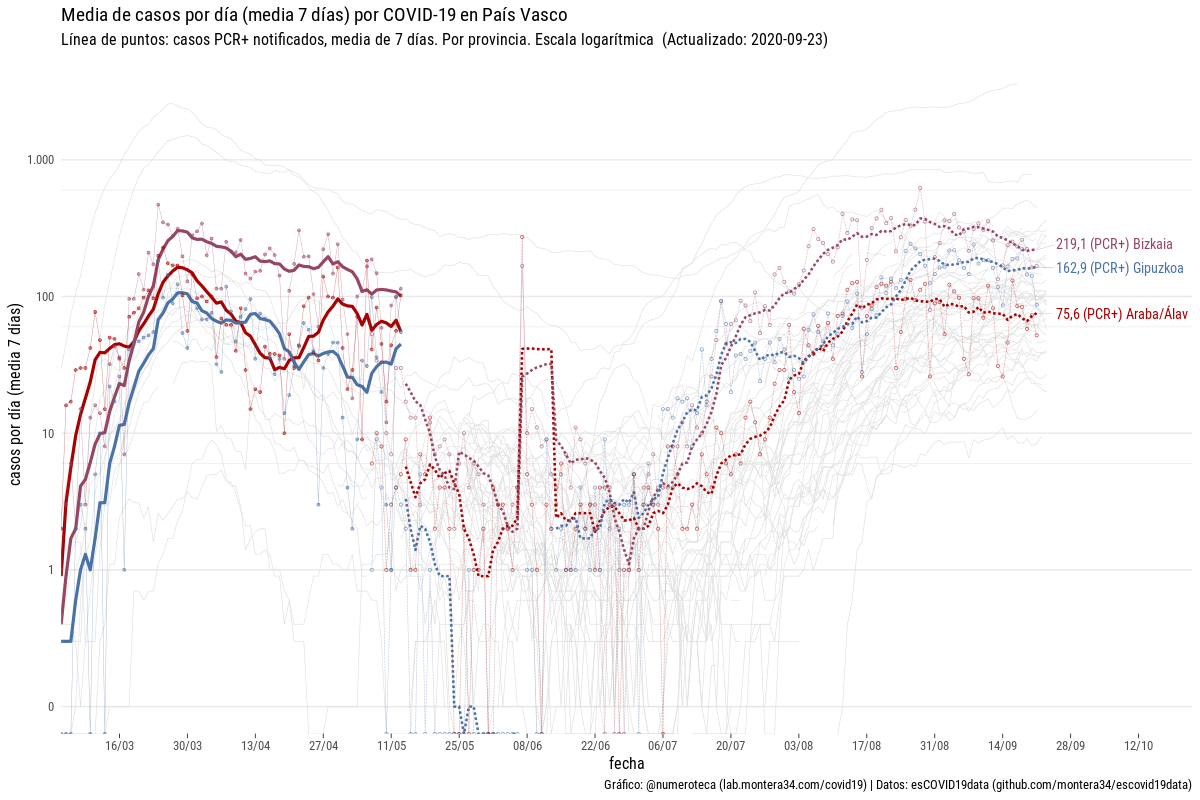 Media de casos por día (media 7 días) por COVID-19 en País Vasco
Línea de puntos: casos PCR+ notificados, media de 7 días. Por provincia. Escala logarítmica (Actualizado: 2020-09-23)
casos por día (media 7 días)
1.000
100
10
1
0
219,1 (PCR+) Bizkaia
162,9 (PCR+) Gipuzkoa
75,6 (PCR+) Araba/Álav
16/03 30/03 13/04 27/04 11/05 25/05 08/06 22/06 06/07 20/07 03/08 17/08 31/08 14/09 28/09 12/10
fecha
Gráfico: @numeroteca (lab.montera34.com/covid19) | Datos: esCOVID19data (github.com/montera34/escovid19data)